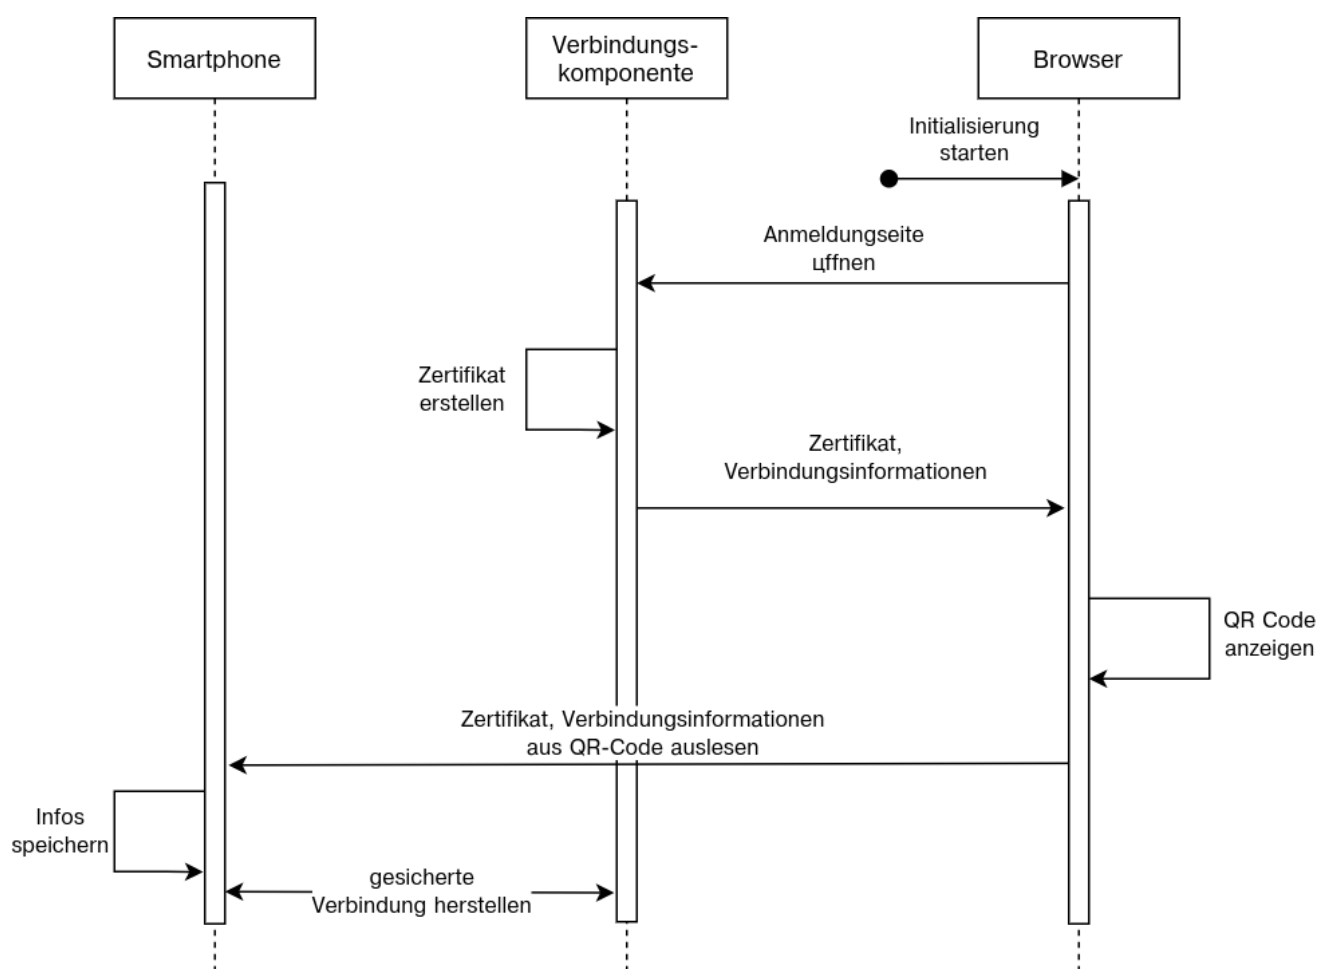 Smartphone
Verbindungs-
komponente
Browser
Initialisierung
starten
Anmeldungseite
цffnen
Zertifikat
erstellen
Zertifikat,
Verbindungsinformationen
QR Code
anzeigen
Zertifikat, Verbindungsinformationen
aus QR-Code auslesen
Infos
speichern
gesicherte
Verbindung herstellen